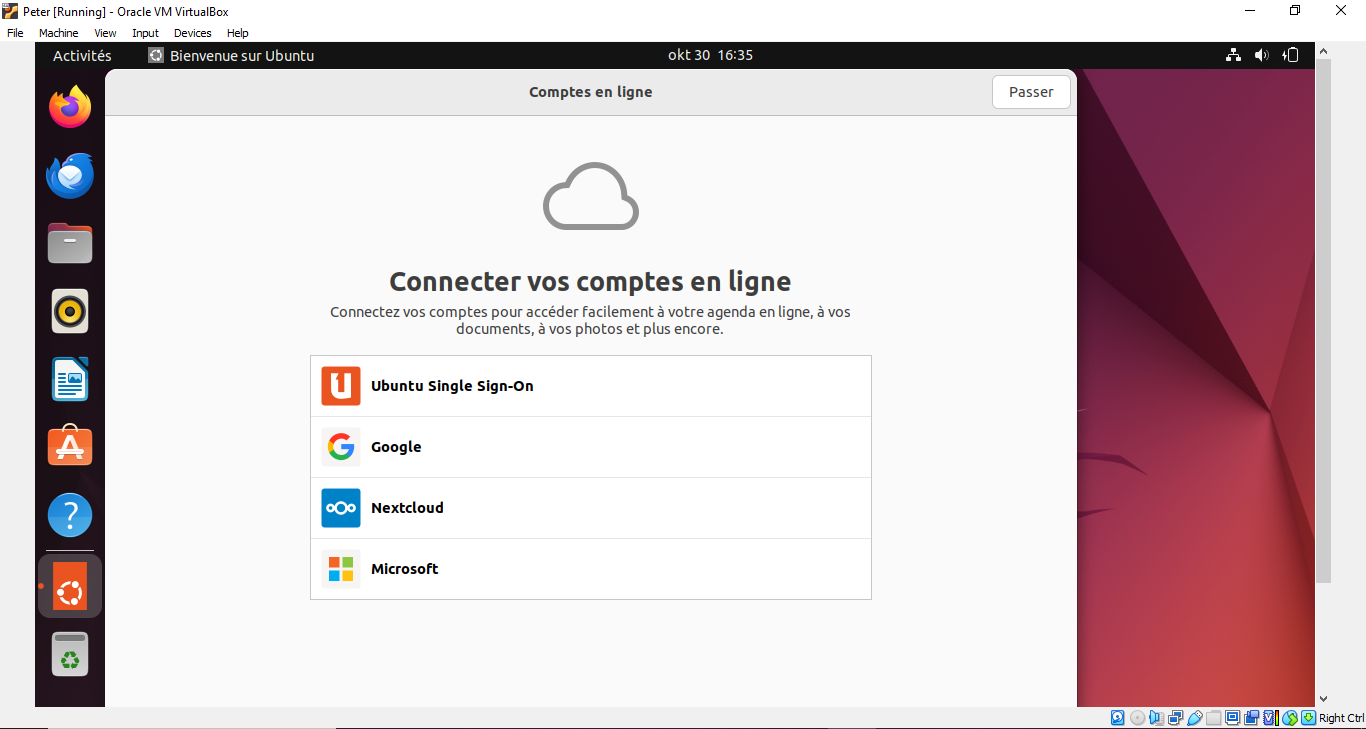 Peter [Running] - Oracle VM VirtualBox
File Machine View Input Devices Help
Activités Bienvenue sur Ubuntu okt 30 16:35
Comptes en ligne Passer
Connecter vos comptes en ligne
Connectez vos comptes pour accéder facilement à votre agenda en ligne, à vos
documents, à vos photos et plus encore.
Ubuntu Single Sign-On
Google
Nextcloud
Microsoft
Right Ctrl